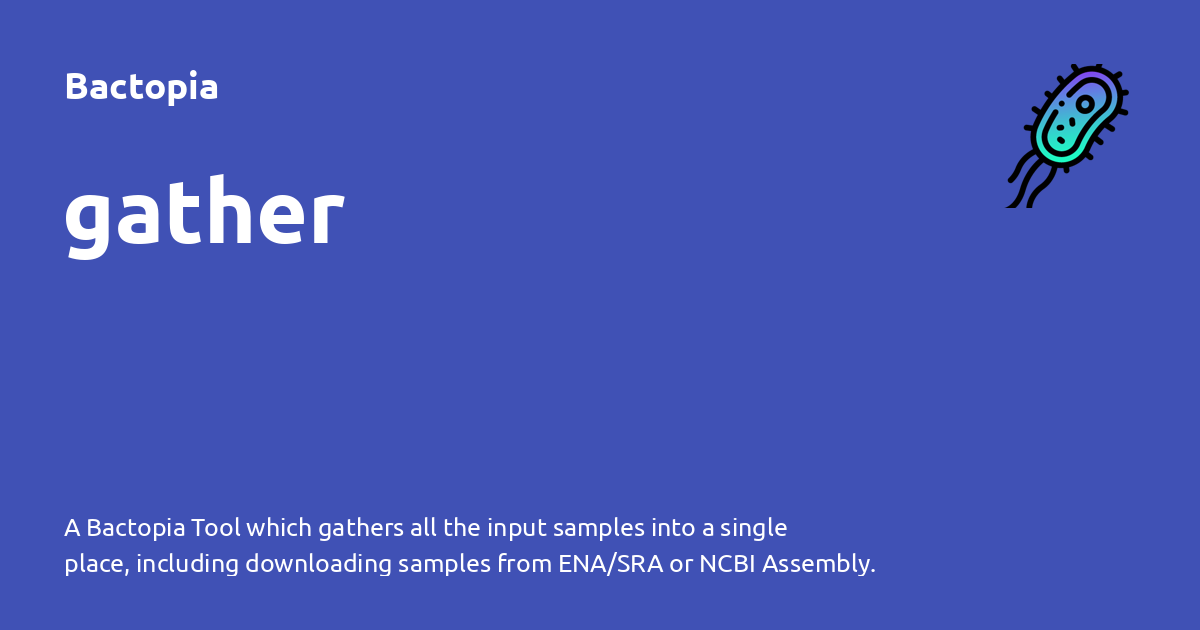 Bactopia
gather
A Bactopia Tool which gathers all the input samples into a single
place, including downloading samples from ENA/SRA or NCBI Assembly.